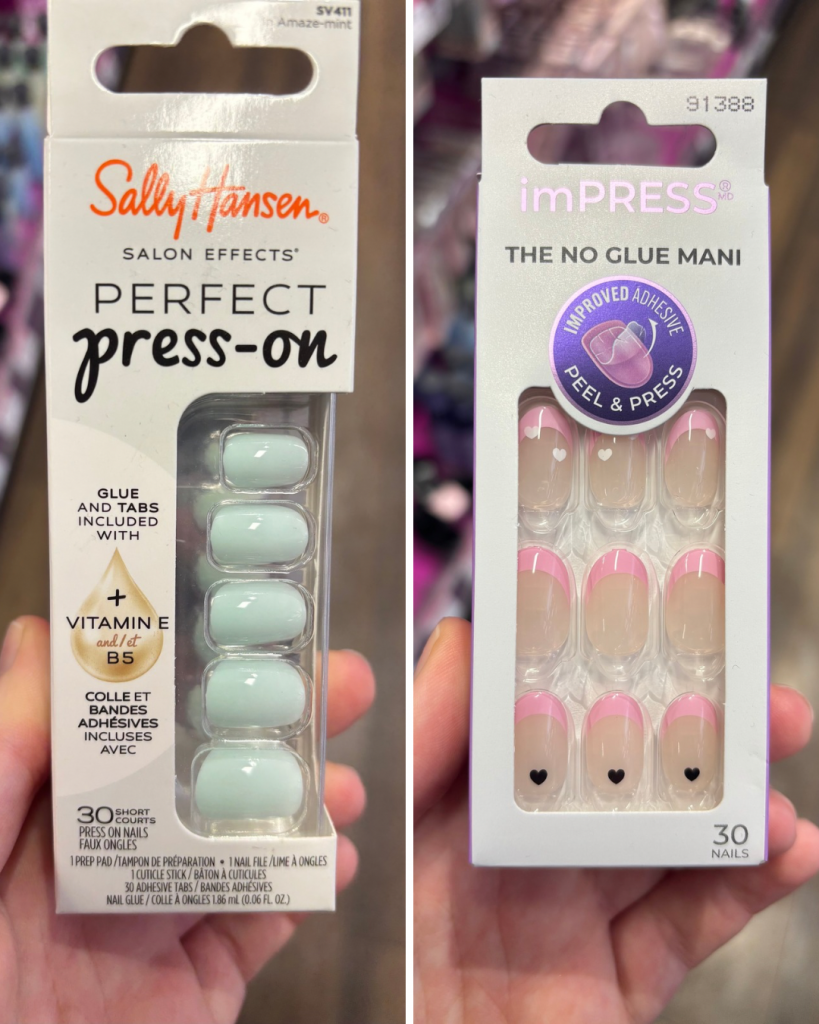 SV411
In Amaze-mint
Sally Hansen®
SALON EFFECTS®
PERFECT
press-on
GLUE
AND TABS
INCLUDED
WITH
+
VITAMIN E
and / et
B5
COLLE ET
BANDES
ADHÉSIVES
INCLUSES
AVEC
30 SHORT
COURTS
PRESS ON NAILS
FAUX ONGLES
1 PREP PAD / TAMPON DE PRÉPARATION • 1 NAIL FILE / LIME À ONGLES
1 CUTICLE STICK / BÂTON À CUTICULES
30 ADHESIVE TABS / BANDES ADHÉSIVES
NAIL GLUE / COLLE À ONGLES 1.86 mL (0.06 FL. OZ.)
91388
imPRESS®
MD
THE NO GLUE MANI
IMPROVED ADHESIVE
PEEL & PRESS
30
NAILS